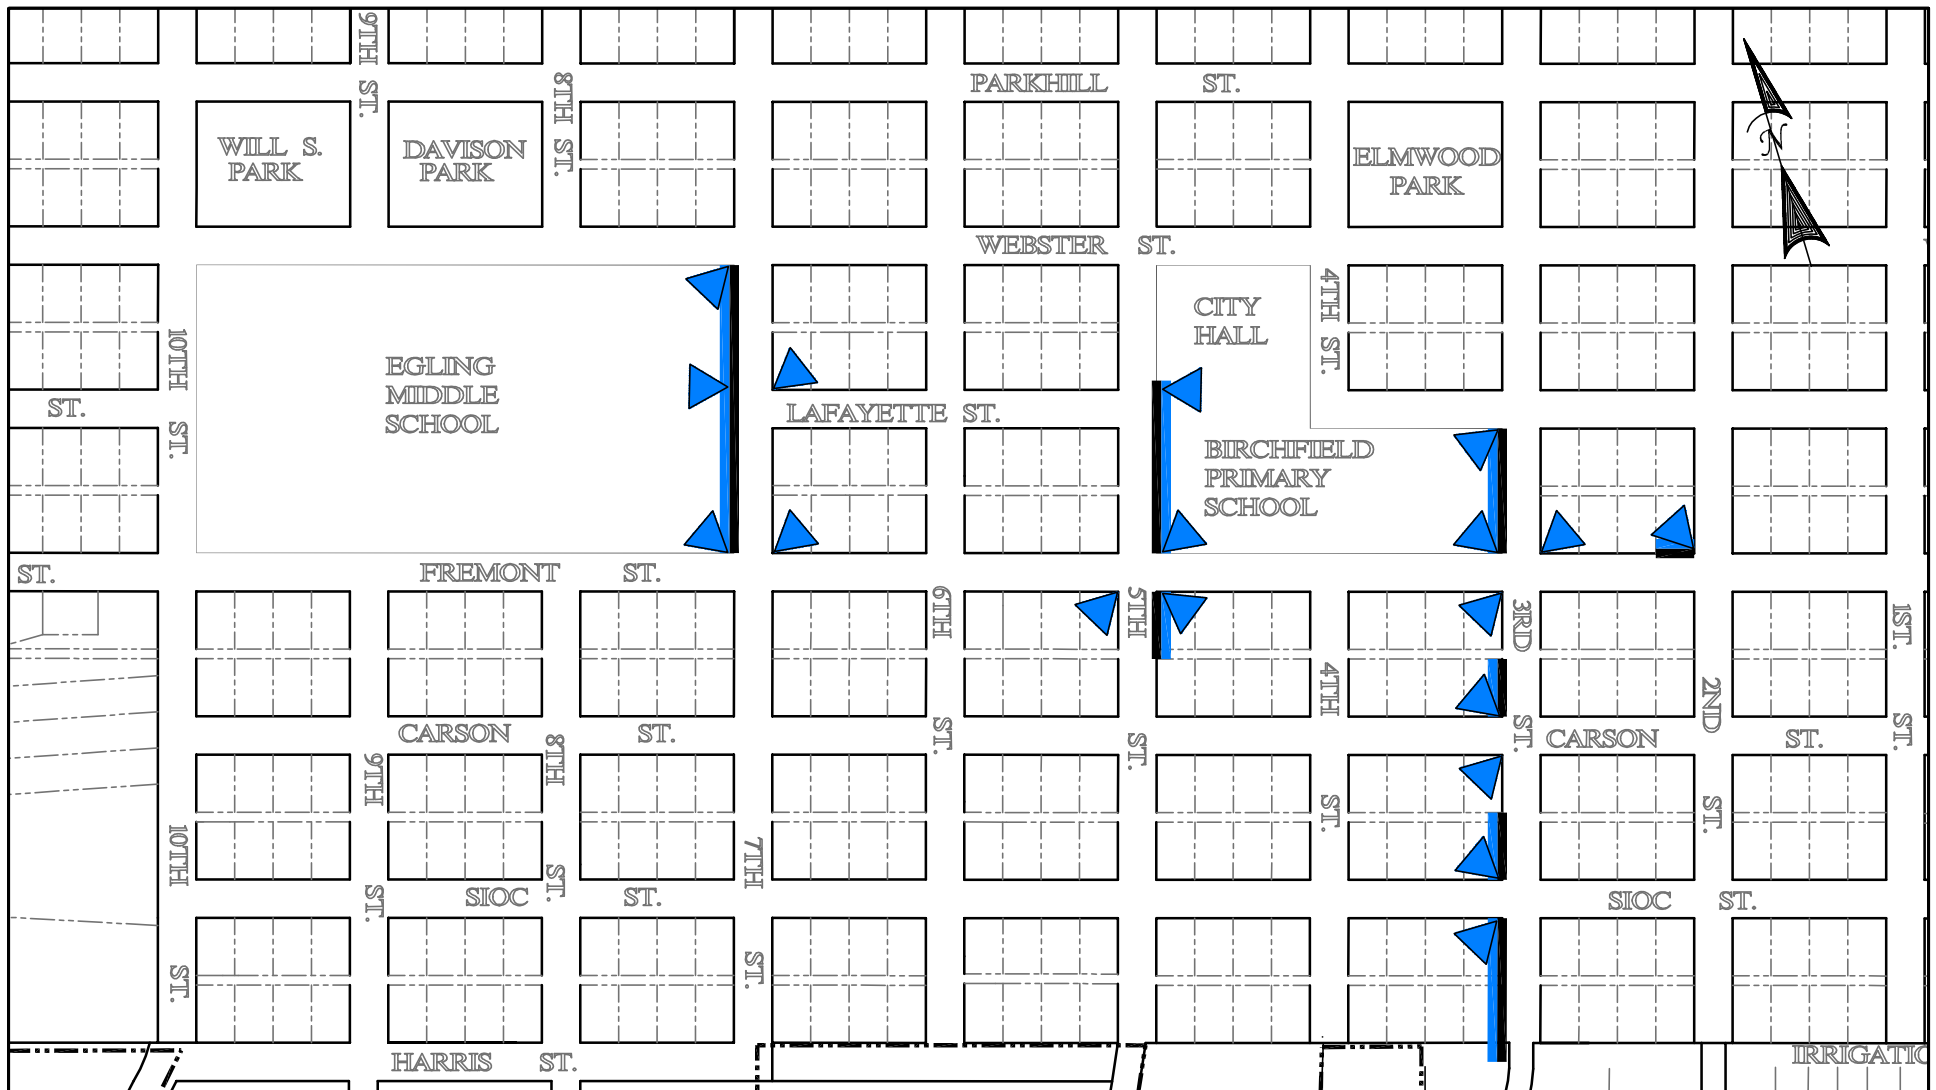 9TH ST.
8TH ST.
PARKHILL ST.
WILL S.
PARK
DAVISON
PARK
ELMWOOD
PARK
N
WEBSTER ST.
10TH ST.
ST.
EGLING
MIDDLE
SCHOOL
LAFAYETTE ST.
CITY
HALL
4TH ST.
BIRCHFIELD
PRIMARY
SCHOOL
ST.
FREMONT ST.
6TH ST.
5TH ST.
4TH ST.
3RD ST.
2ND ST.
1ST. ST.
CARSON ST.
CARSON ST.
9TH ST.
8TH ST.
10TH ST.
7TH ST.
SIOC ST.
SIOC ST.
HARRIS ST.
IRRIGATIO